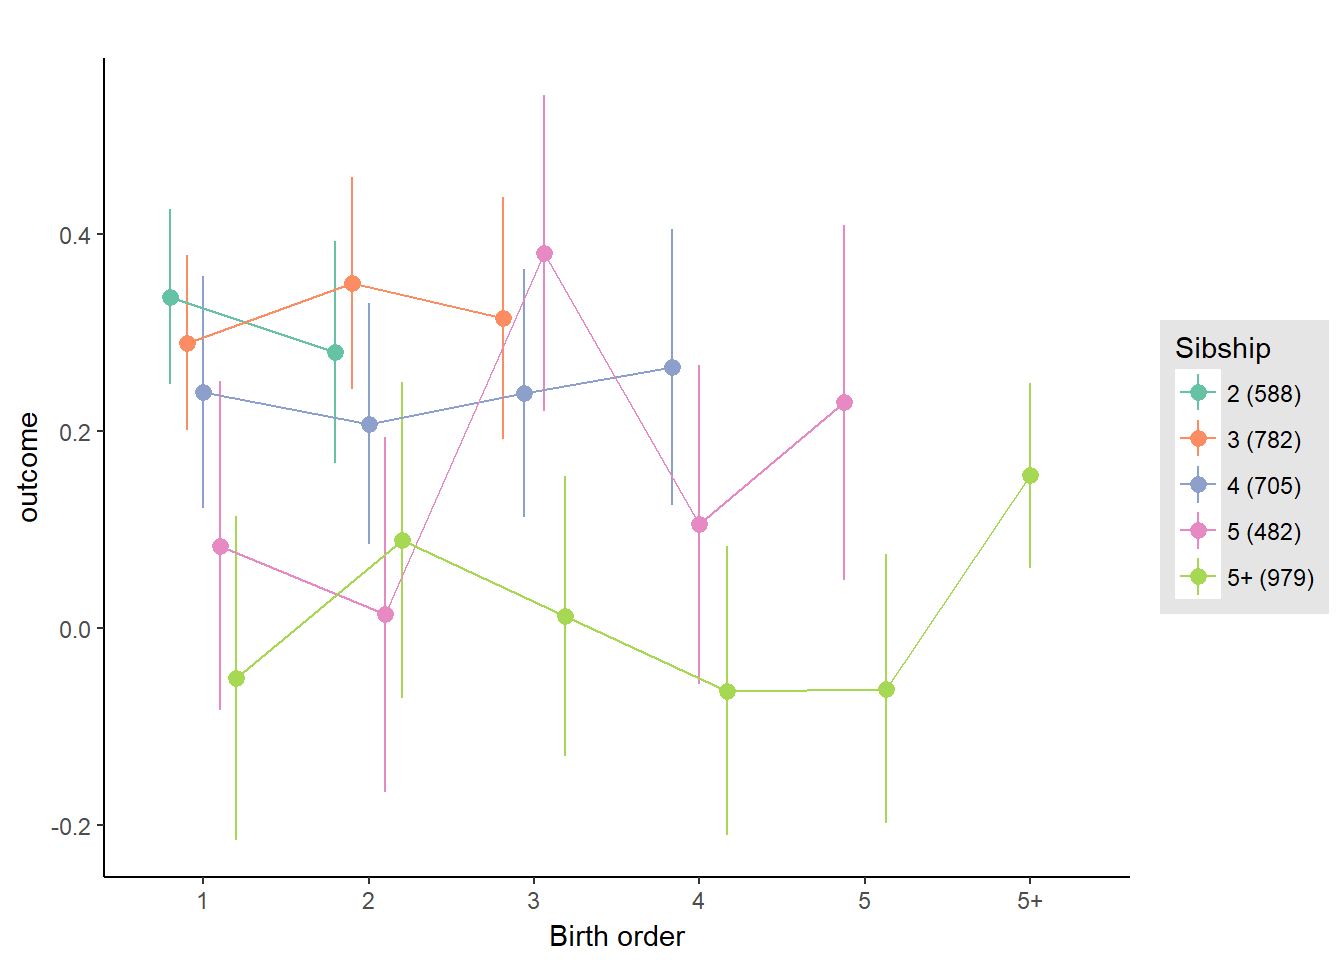 outcome
0.4
0.2
0.0
-0.2
1 2 3 4 5 5+
Birth order
Sibship
2 (588)
3 (782)
4 (705)
5 (482)
5+ (979)